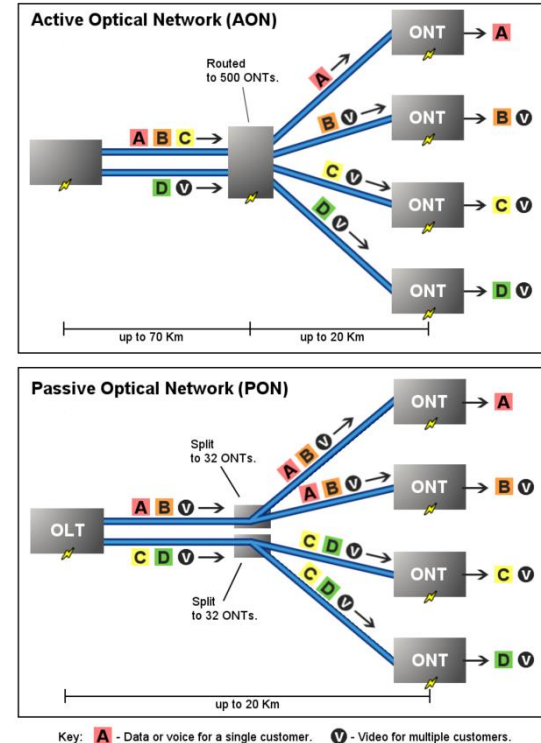 Active Optical Network (AON)
ONT
A
Routed
to 500 ONTs.
A
B V
ONT
B V
A B C
D V
C V
ONT
C V
D V
ONT
D V
up to 70 Km
up to 20 Km
Passive Optical Network (PON)
ONT
A
Split
to 32 ONTs.
A B V
A B V
ONT
B V
A B V
OLT
C D V
C D V
ONT
C V
C D V
Split
to 32 ONTs.
ONT
D V
up to 20 Km
Key: A - Data or voice for a single customer. V - Video for multiple customers.